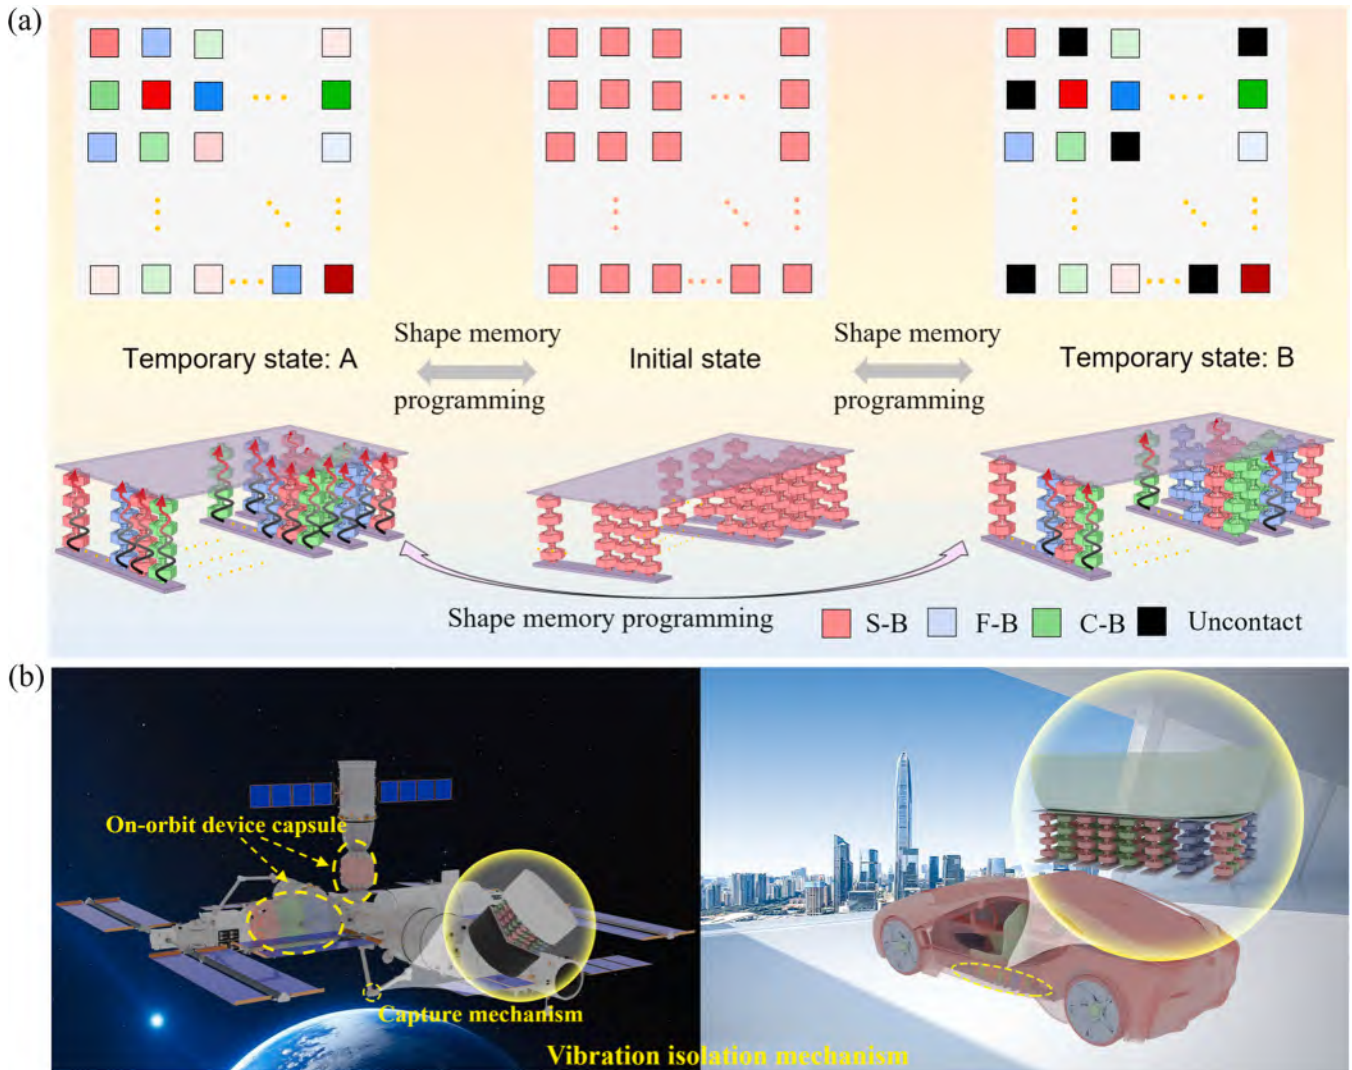 (a)
Temporary state: A
Shape memory
programming
Initial state
Shape memory
programming
Temporary state: B
Shape memory programming
S-B
F-B
C-B
Uncontact
(b)
On-orbit device capsule
Capture mechanism
Vibration isolation mechanism